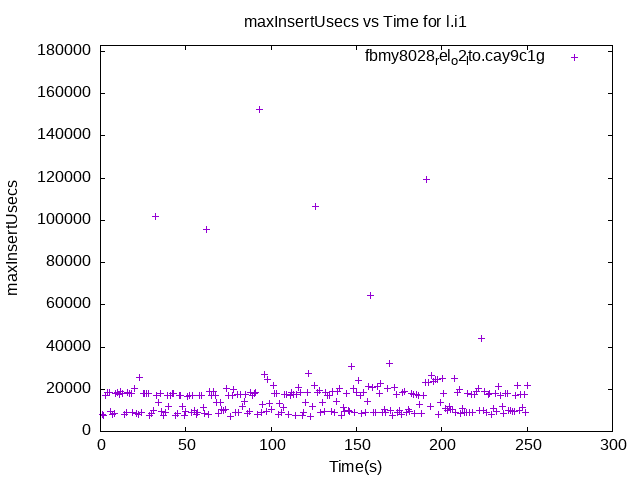 maxInsertUsecs vs Time for l.i1
fbmy8028relo2ito.cay9c1g
180000
160000
140000
120000
100000
80000
60000
40000
20000
0
maxInsertUsecs
0 50 100 150 200 250 300
Time(s)